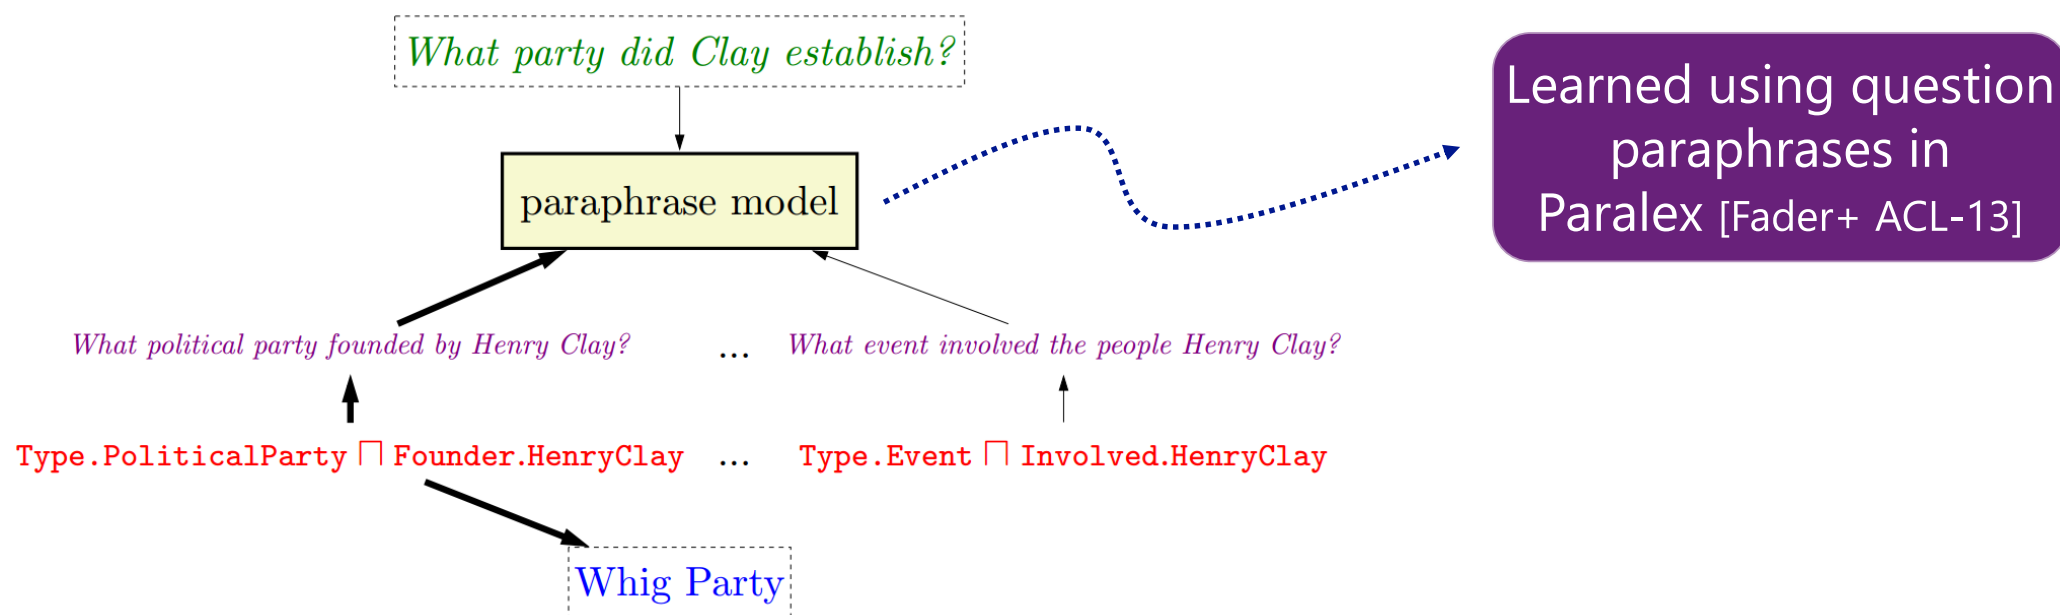 What party did Clay establish?
Learned using question
paraphrases in
Paralex [Fader+ ACL-13]
paraphrase model
What political party founded by Henry Clay? ... What event involved the people Henry Clay?
Type.PoliticalParty ⊓ Founder.HenryClay ... Type.Event ⊓ Involved.HenryClay
Whig Party